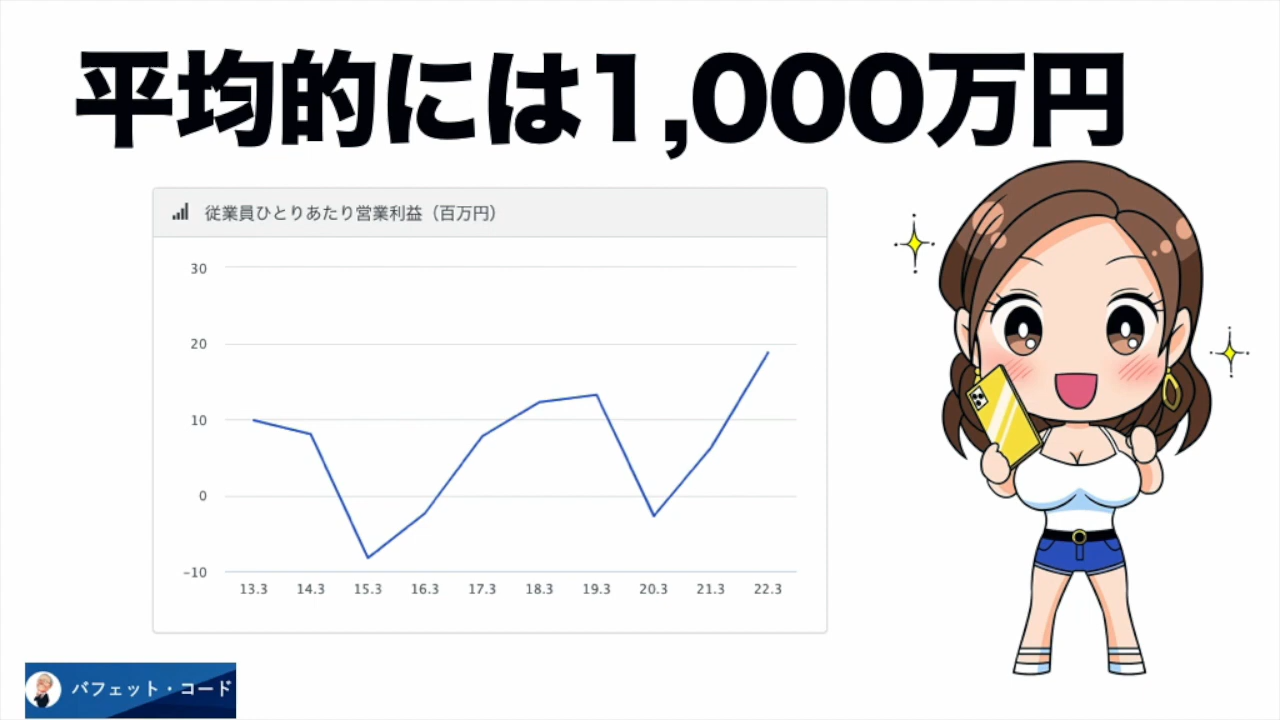 平均的には1,000万円
従業員ひとりあたり営業利益（百万円）
30
20
10
0
-10
13.3 14.3 15.3 16.3 17.3 18.3 19.3 20.3 21.3 22.3
バフェット・コード